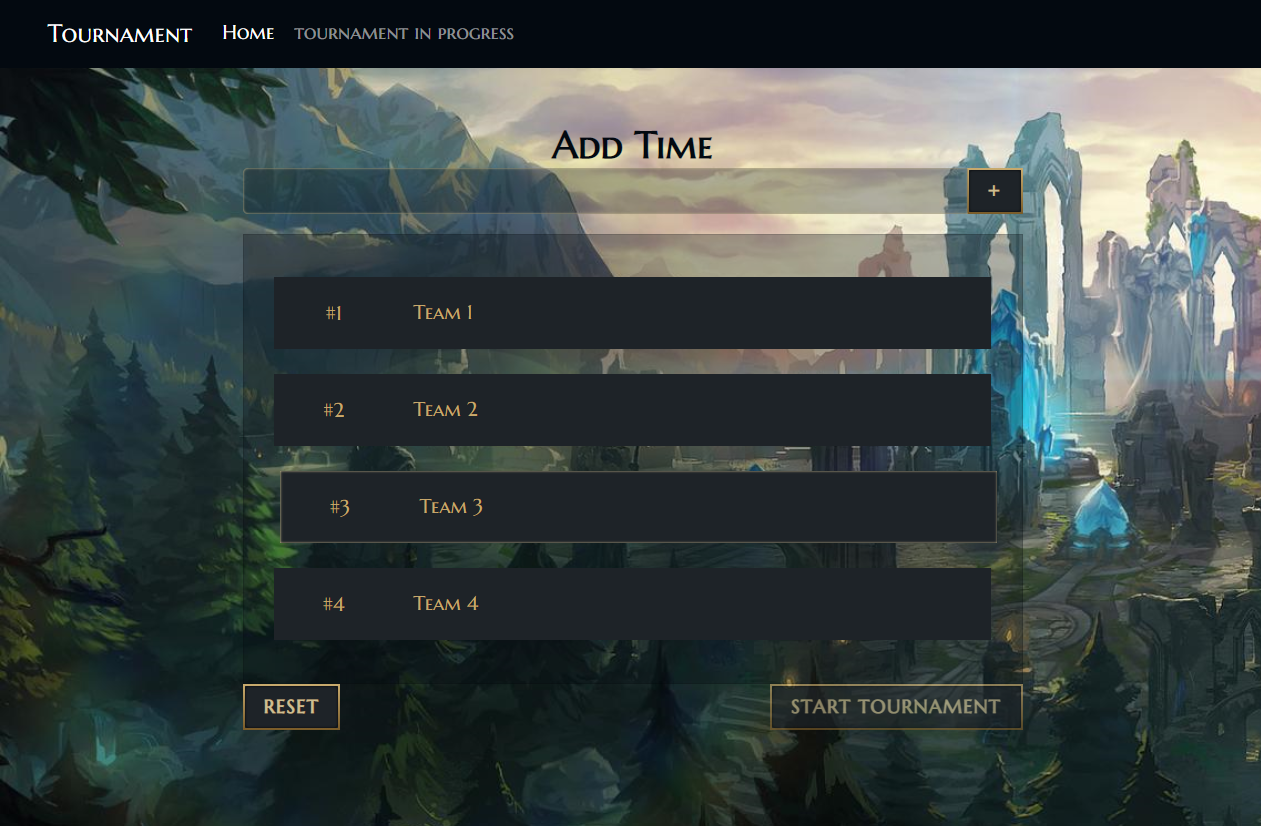 Tournament Home tournament in progress
Add Time
+
#1 Team 1
#2 Team 2
#3 Team 3
#4 Team 4
RESET START TOURNAMENT